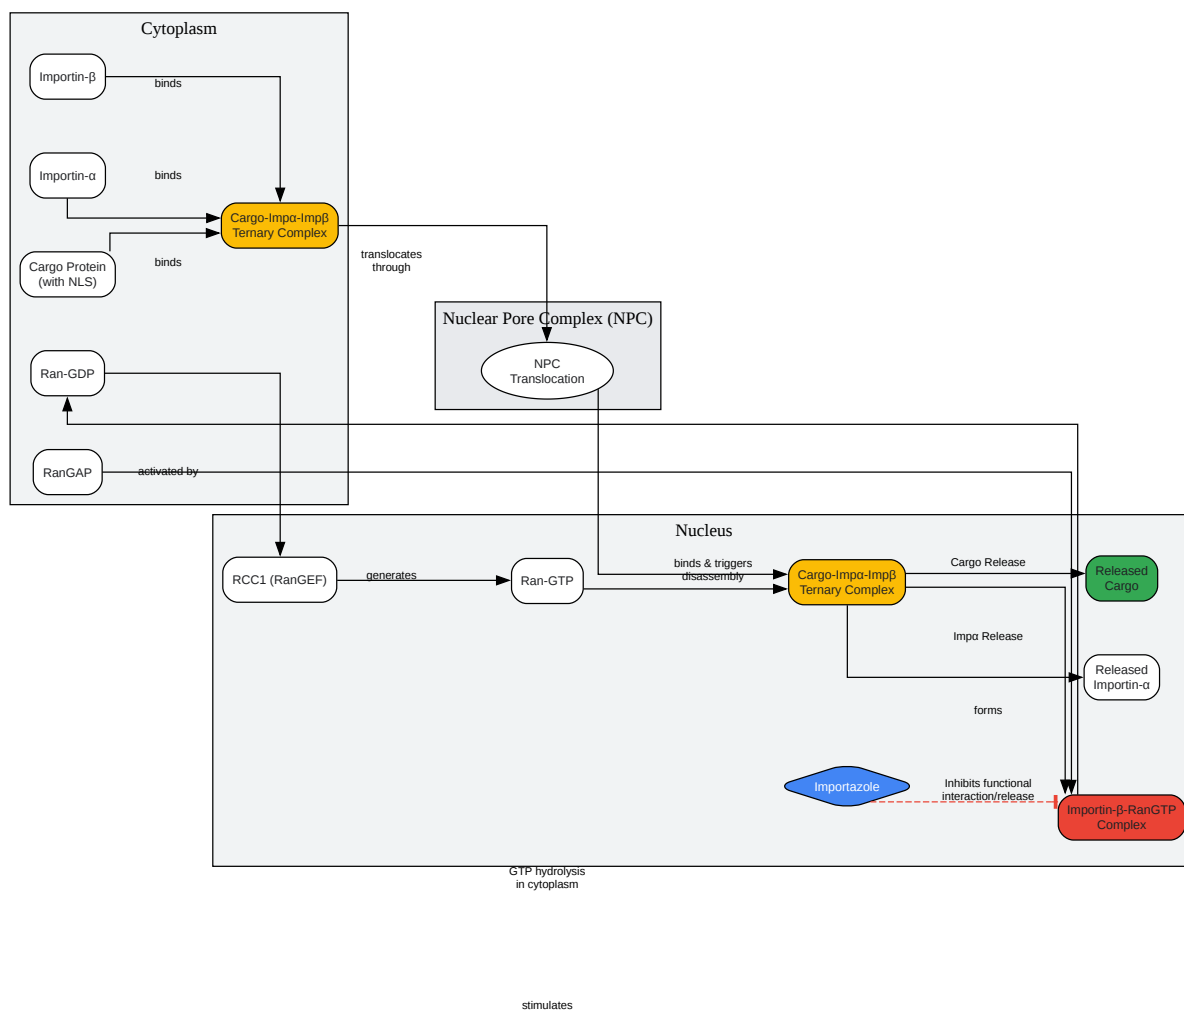 Cytoplasm
Importin-β
binds
Importin-α
binds
Cargo-Impα-Impβ
Ternary Complex
Cargo Protein
(with NLS)
binds
translocates
through
Nuclear Pore Complex (NPC)
NPC
Translocation
Ran-GDP
RanGAP
activated by
Nucleus
RCC1 (RanGEF)
generates
Ran-GTP
binds & triggers
disassembly
Cargo-Impα-Impβ
Ternary Complex
Cargo Release
Released
Cargo
Impα Release
Released
Importin-α
forms
Importazole
Inhibits functional
interaction/release
Importin-β-RanGTP
Complex
GTP hydrolysis
in cytoplasm
stimulates